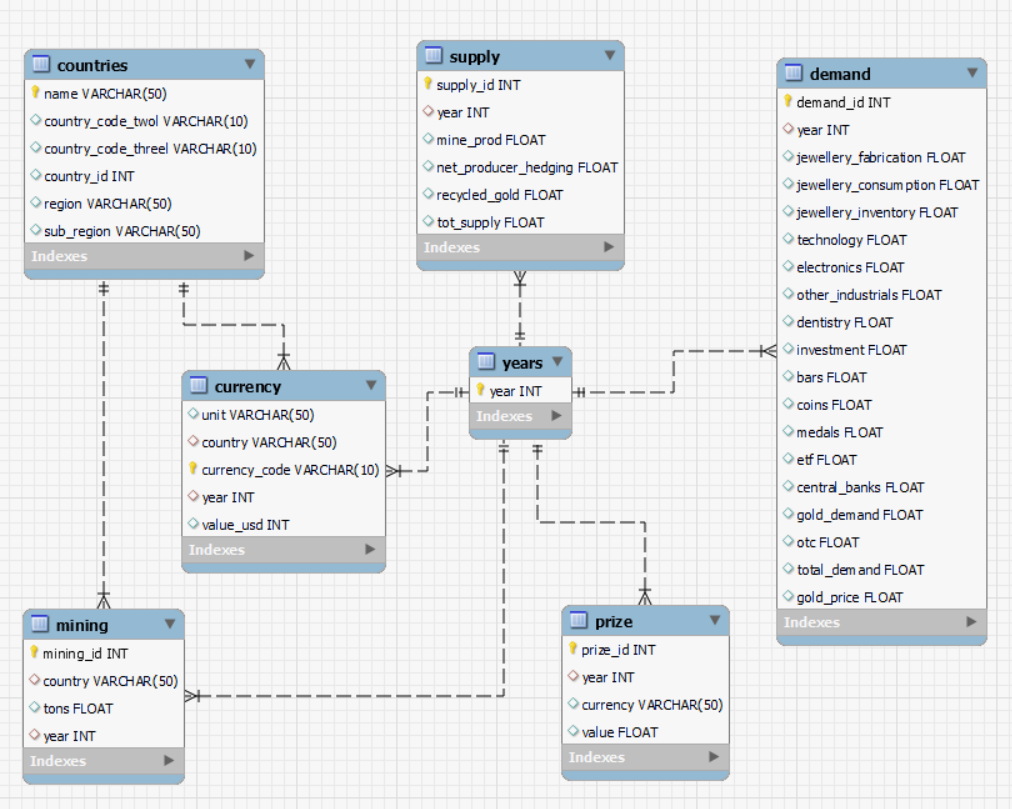 countries
name VARCHAR(50)
country_code_twol VARCHAR(10)
country_code_threel VARCHAR(10)
country_id INT
region VARCHAR(50)
sub_region VARCHAR(50)
Indexes
supply
supply_id INT
year INT
mine_prod FLOAT
net_producer_hedging FLOAT
recycled_gold FLOAT
tot_supply FLOAT
Indexes
demand
demand_id INT
year INT
jewellery_fabrication FLOAT
jewellery_consumption FLOAT
jewellery_inventory FLOAT
technology FLOAT
electronics FLOAT
other_industrials FLOAT
dentistry FLOAT
investment FLOAT
bars FLOAT
coins FLOAT
medals FLOAT
etf FLOAT
central_banks FLOAT
gold_demand FLOAT
otc FLOAT
total_demand FLOAT
gold_price FLOAT
Indexes
currency
unit VARCHAR(50)
country VARCHAR(50)
currency_code VARCHAR(10)
year INT
value_usd INT
Indexes
years
year INT
Indexes
mining
mining_id INT
country VARCHAR(50)
tons FLOAT
year INT
Indexes
prize
prize_id INT
year INT
currency VARCHAR(50)
value FLOAT
Indexes